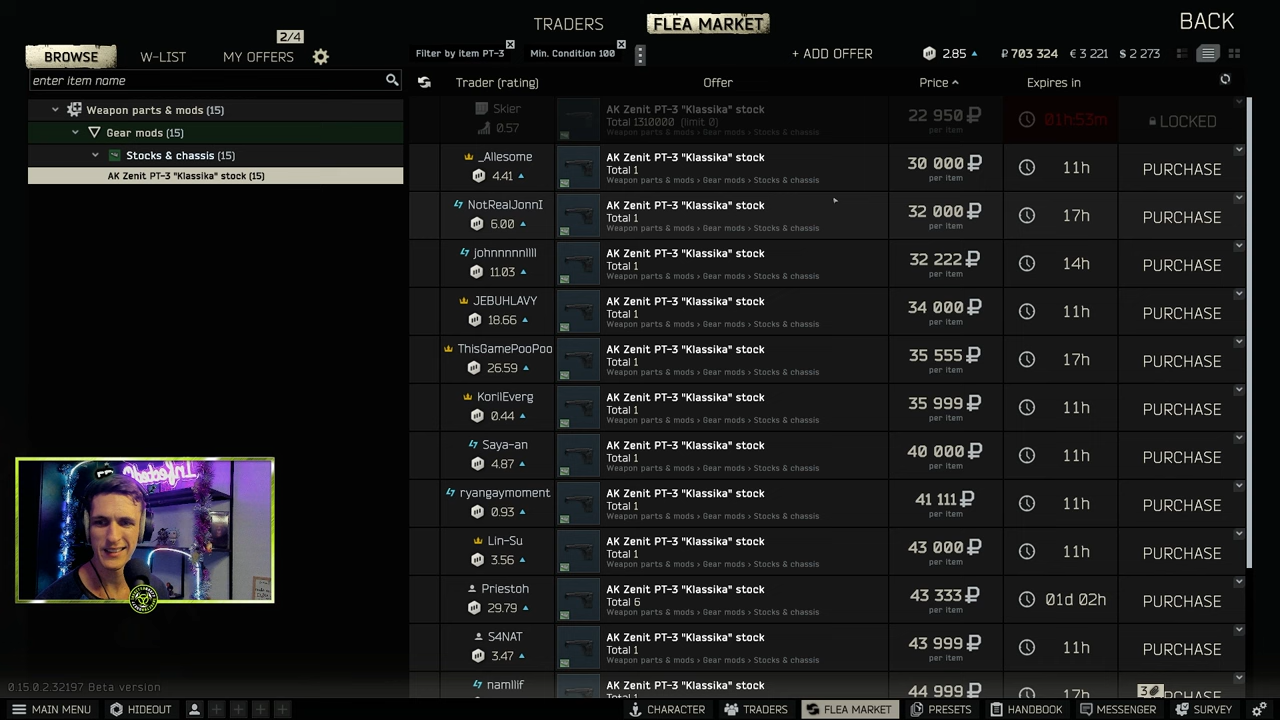 TRADERS
FLEA MARKET
BACK
2/4
BROWSE
W-LIST
MY OFFERS
Filter by item PT-3
Min. Condition 100
+ ADD OFFER
2.85
₽ 703 324
€ 3 221
$ 2 273
enter item name
Trader (rating)
Offer
Price
Expires in
Weapon parts & mods (15)
Gear mods (15)
Stocks & chassis (15)
AK Zenit PT-3 "Klassika" stock (15)
Skier
0.57
AK Zenit PT-3 "Klassika" stock
Total 1310000 (limit 0)
Weapon parts & mods > Gear mods > Stocks & chassis
22 950 ₽
per item
01h:53m
LOCKED
_Allesome
4.41
AK Zenit PT-3 "Klassika" stock
Total 1
Weapon parts & mods > Gear mods > Stocks & chassis
30 000 ₽
per item
11h
PURCHASE
NotRealJonnI
6.00
AK Zenit PT-3 "Klassika" stock
Total 1
Weapon parts & mods > Gear mods > Stocks & chassis
32 000 ₽
per item
17h
PURCHASE
11.03
AK Zenit PT-3 "Klassika" stock
Total 1
Weapon parts & mods > Gear mods > Stocks & chassis
32 222 ₽
per item
14h
PURCHASE
JEBUHLAVY
18.66
AK Zenit PT-3 "Klassika" stock
Total 1
Weapon parts & mods > Gear mods > Stocks & chassis
34 000 ₽
per item
11h
PURCHASE
ThisGamePooPoo
26.59
AK Zenit PT-3 "Klassika" stock
Total 1
Weapon parts & mods > Gear mods > Stocks & chassis
35 555 ₽
per item
17h
PURCHASE
KorilEverg
0.44
AK Zenit PT-3 "Klassika" stock
Total 1
Weapon parts & mods > Gear mods > Stocks & chassis
35 999 ₽
per item
11h
PURCHASE
Saya-an
4.87
AK Zenit PT-3 "Klassika" stock
Total 1
Weapon parts & mods > Gear mods > Stocks & chassis
40 000 ₽
per item
11h
PURCHASE
ryangaymoment
0.93
AK Zenit PT-3 "Klassika" stock
Total 1
Weapon parts & mods > Gear mods > Stocks & chassis
41 111 ₽
per item
11h
PURCHASE
Lin-Su
3.56
AK Zenit PT-3 "Klassika" stock
Total 1
Weapon parts & mods > Gear mods > Stocks & chassis
43 000 ₽
per item
11h
PURCHASE
Priestoh
29.79
AK Zenit PT-3 "Klassika" stock
Total 6
Weapon parts & mods > Gear mods > Stocks & chassis
43 333 ₽
per item
01d 02h
PURCHASE
S4NAT
3.47
AK Zenit PT-3 "Klassika" stock
Total 1
Weapon parts & mods > Gear mods > Stocks & chassis
43 999 ₽
per item
11h
PURCHASE
namllif
AK Zenit PT-3 "Klassika" stock
Total 1
44 999 ₽
17h
3
0.15.0.2.32197 Beta version
MAIN MENU
HIDEOUT
CHARACTER
TRADERS
FLEA MARKET
PRESETS
HANDBOOK
MESSENGER
SURVEY